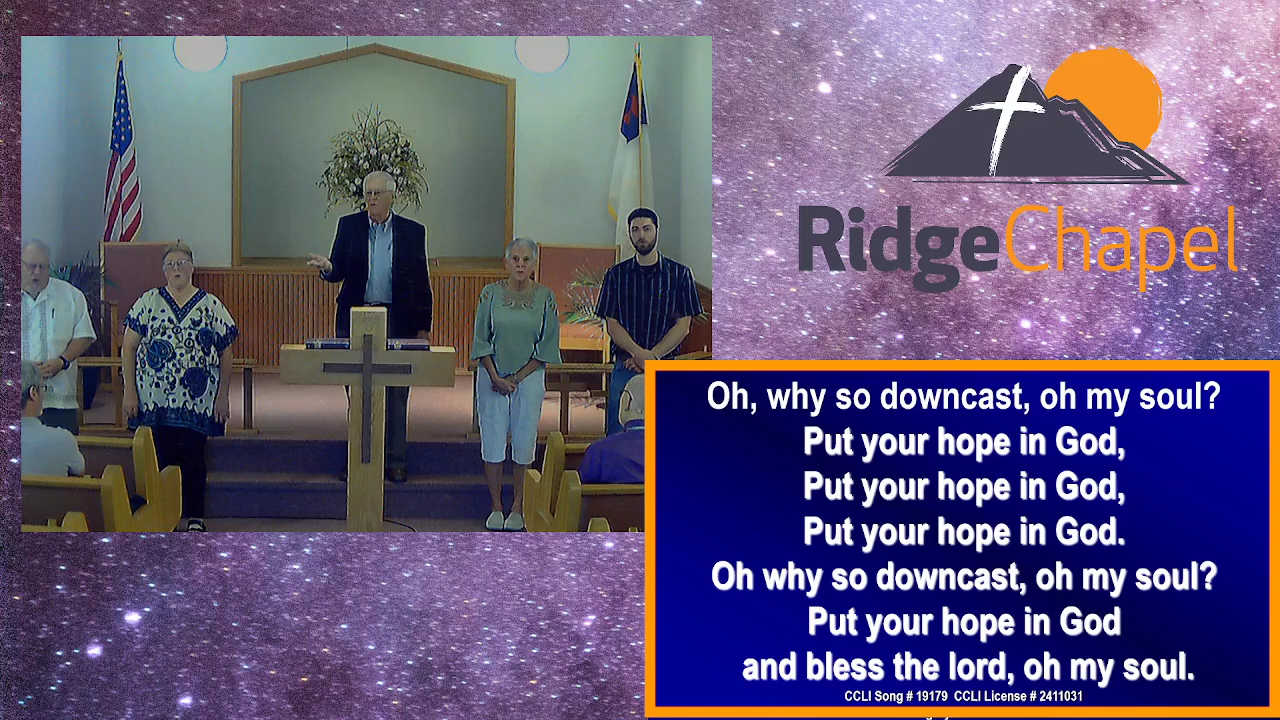 RidgeChapel
Oh, why so downcast, oh my soul?
Put your hope in God,
Put your hope in God,
Put your hope in God.
Oh why so downcast, oh my soul?
Put your hope in God
and bless the lord, oh my soul.
CCLI Song # 19179 CCLI License # 2411031